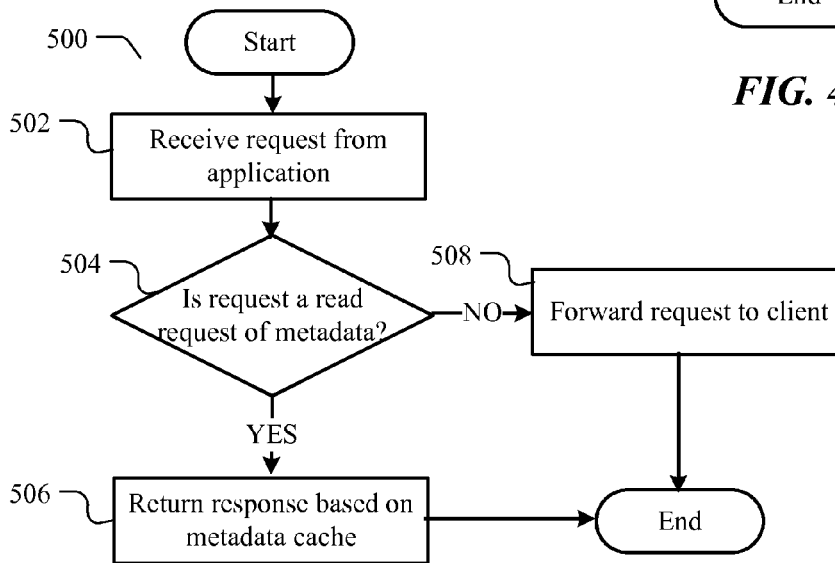 End
FIG. 4
500
Start
502
Receive request from
application
504
Is request a read
request of metadata?
NO
508
Forward request to client
YES
506
Return response based on
metadata cache
End